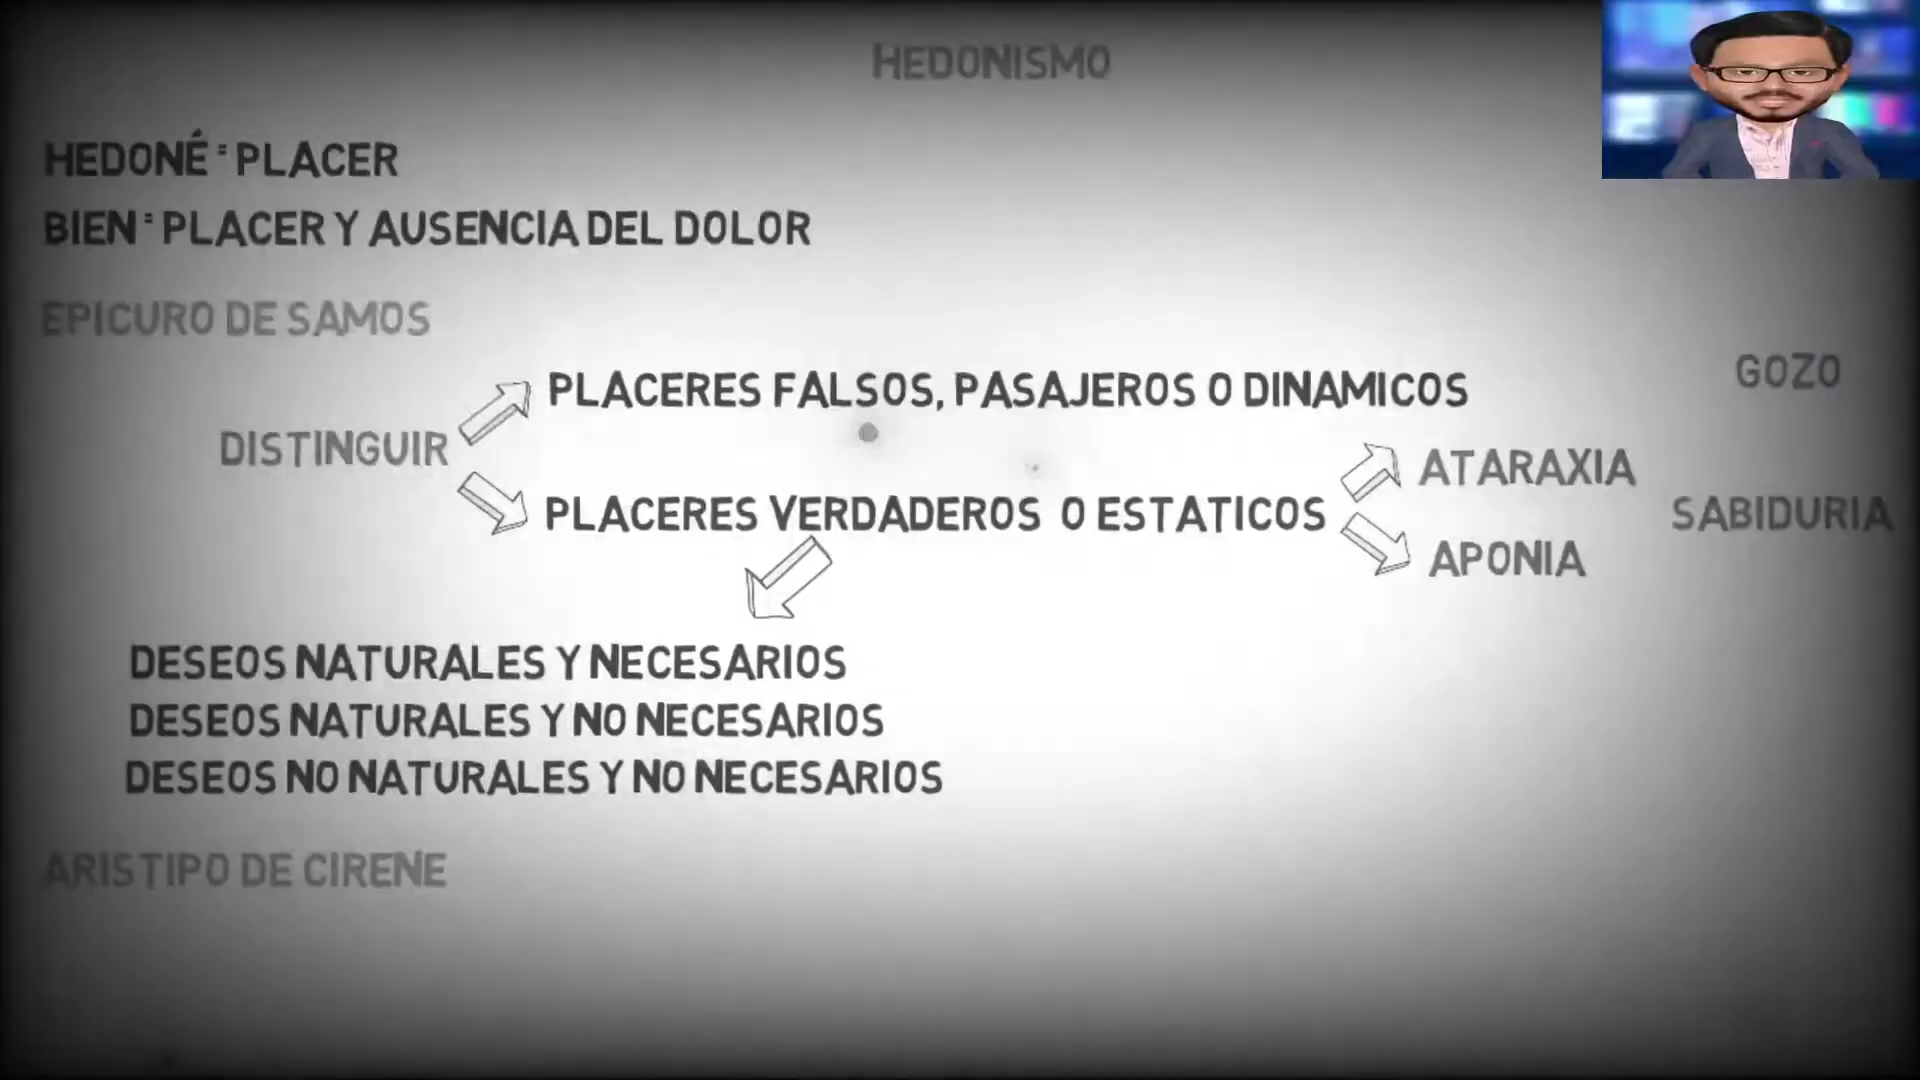 HEDONISMO
HEDONÉ = PLACER
BIEN = PLACER Y AUSENCIA DEL DOLOR
EPICURO DE SAMOS
PLACERES FALSOS, PASAJEROS O DINAMICOS
GOZO
DISTINGUIR
ATARAXIA
PLACERES VERDADEROS O ESTATICOS
SABIDURIA
APONIA
DESEOS NATURALES Y NECESARIOS
DESEOS NATURALES Y NO NECESARIOS
DESEOS NO NATURALES Y NO NECESARIOS
ARISTIPO DE CIRENE